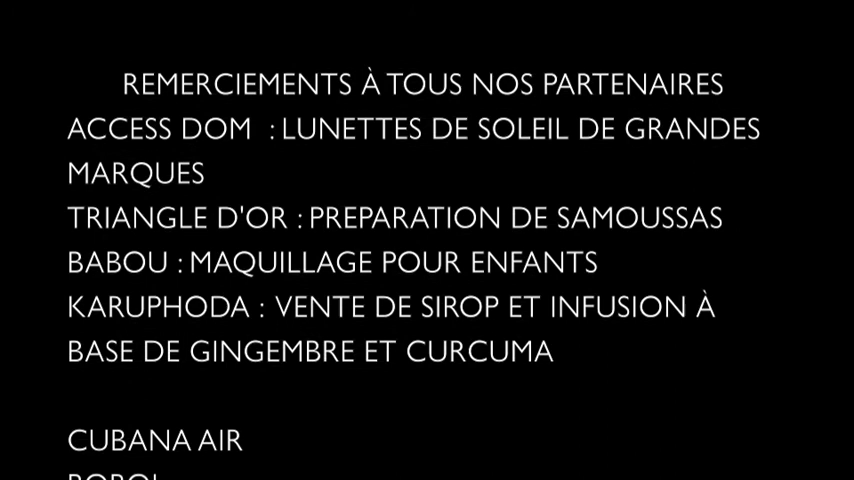 REMERCIEMENTS À TOUS NOS PARTENAIRES
ACCESS DOM : LUNETTES DE SOLEIL DE GRANDES
MARQUES
TRIANGLE D'OR : PREPARATION DE SAMOUSSAS
BABOU : MAQUILLAGE POUR ENFANTS
KARUPHODA : VENTE DE SIROP ET INFUSION À
BASE DE GINGEMBRE ET CURCUMA
CUBANA AIR